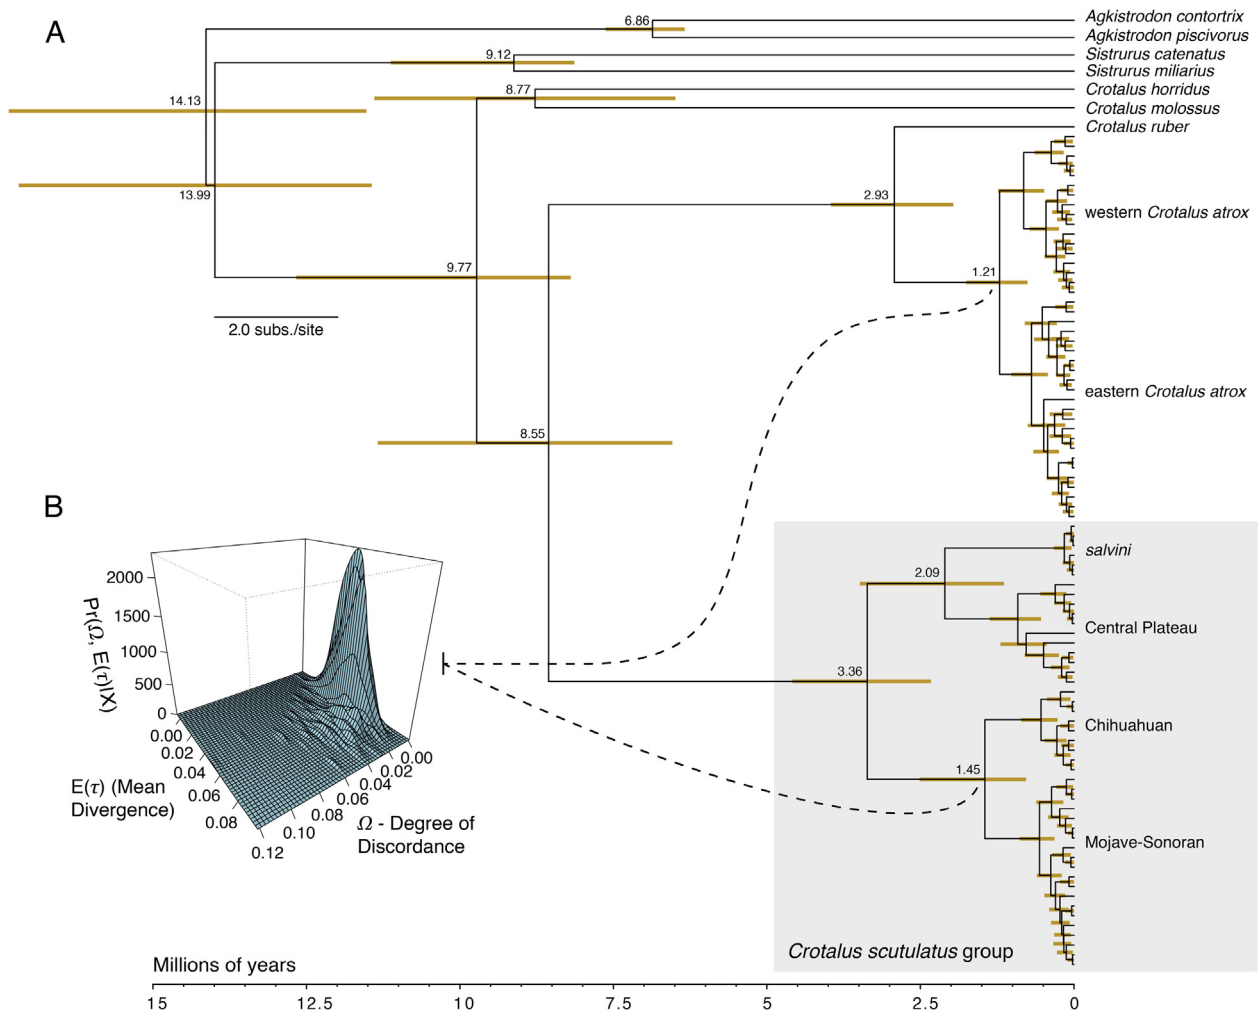 A
6.86
Agkistrodon contortrix
Agkistrodon piscivorus
9.12
Sistrurus catenatus
Sistrurus miliarius
8.77
Crotalus horridus
Crotalus molossus
14.13
Crotalus ruber
13.99
2.93
western Crotalus atrox
9.77
1.21
2.0 subs./site
eastern Crotalus atrox
8.55
B
salvini
2.09
Central Plateau
3.36
Chihuahuan
1.45
Mojave-Sonoran
Crotalus scutulatus group
Pr(Ω, E(τ)|X)
2000
1500
1000
500
0
0.00
0.02
0.04
0.06
0.08
E(τ) (Mean
Divergence)
0.00
0.02
0.04
0.06
0.08
0.10
0.12
Ω - Degree of
Discordance
Millions of years
15
12.5
10
7.5
5
2.5
0